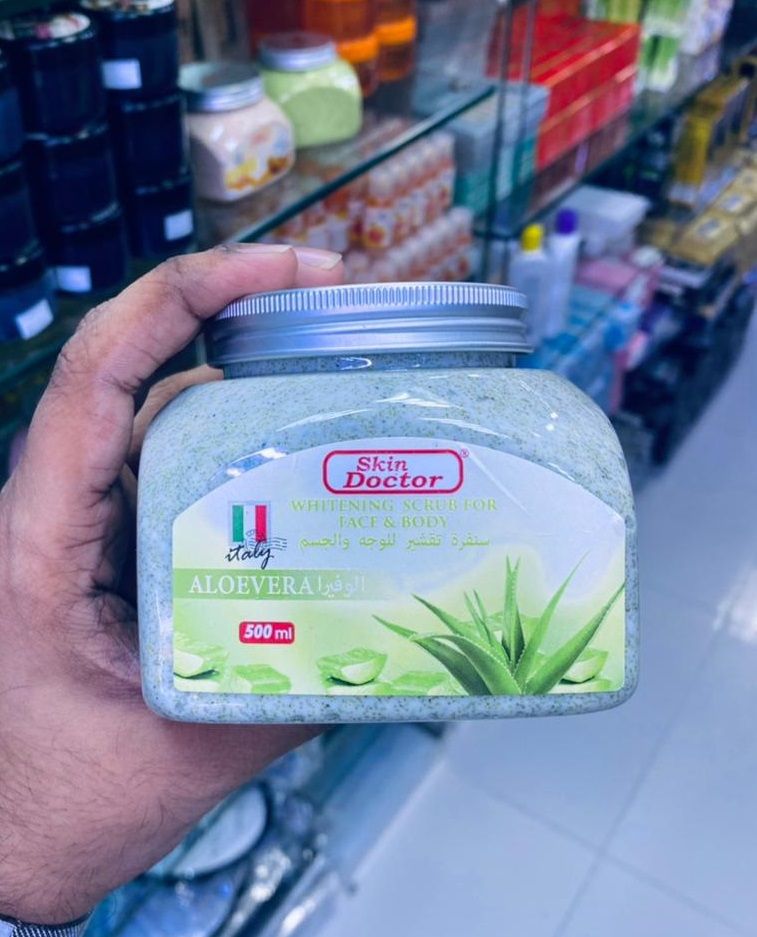 Skin
Doctor®
WHITENING SCRUB FOR
FACE & BODY
سنفرة تقشير للوجه والجسم
italy
ALOEVERA الوفيرا
500 ml